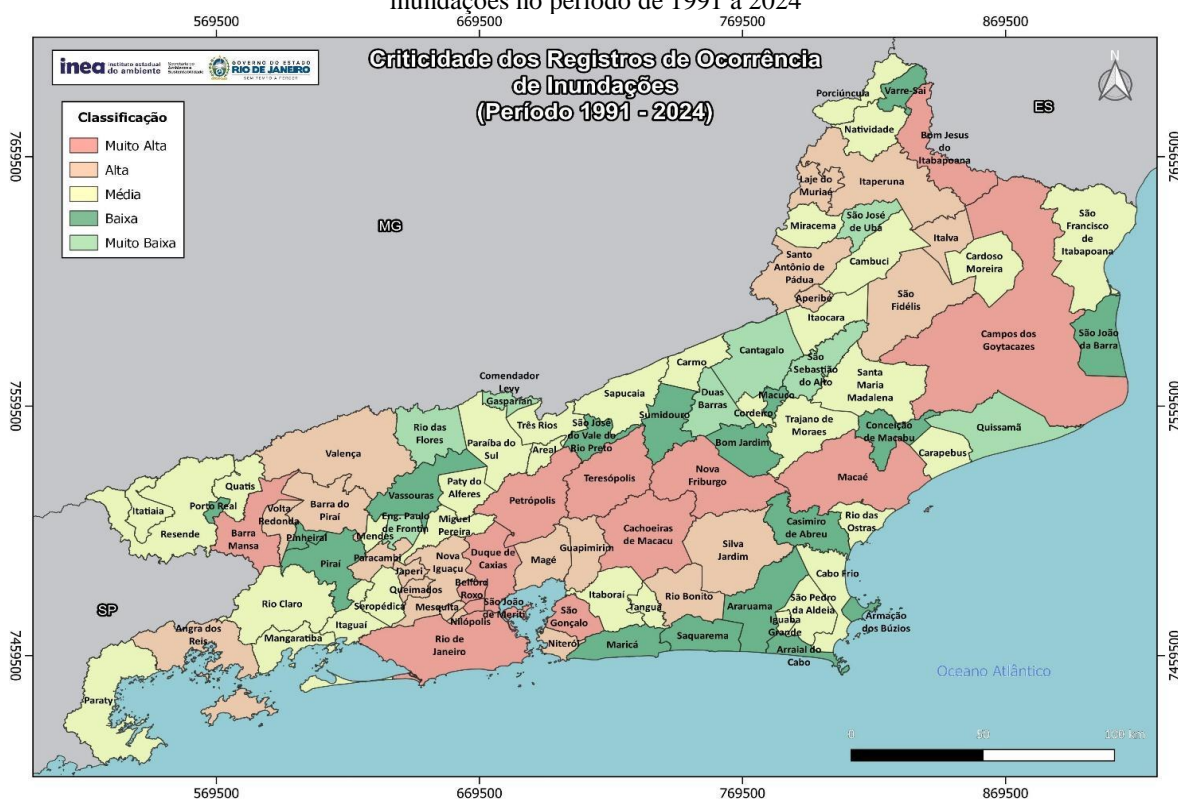 Inundações no período de 1991 a 2024
569500 669500 769500 869500
inea instituto estadual do ambiente
GOVERNO DO ESTADO
RIO DE JANEIRO
Criticidade dos Registros de Ocorrência
de Inundações
(Período 1991 - 2024)
N
Classificação
Muito Alta
Alta
Média
Baixa
Muito Baixa
MG
ES
SP
7659500
7559500
7459500
7659500
7559500
7459500
Porciúncula
Varre-Sai
Natividade
Bom Jesus
do
Itabapoana
Laje do
Muriaé
Itaperuna
São
Francisco
de
Itabapoana
Miracema
São José
de Ubá
Italva
Cambuci
Cardoso
Moreira
Santo
Antônio de
Pádua
Aperibé
São
Fidélis
Itaocara
Campos dos
Goytacazes
São João
da Barra
Cantagalo
Carmo
São
Sebastião
do Alto
Santa
Maria
Madalena
Comendador
Levy
Gasparian
Sapucaia
Duas
Barras
Macuco
Cordeiro
Sumidouro
Trajano de
Moraes
Conceição
de Macabu
Quissamã
Rio das
Flores
Três Rios
São José
do Vale do
Rio Preto
Paraíba do
Sul
Areal
Bom Jardim
Carapebus
Valença
Teresópolis
Nova
Friburgo
Macaé
Vassouras
Paty do
Alferes
Petrópolis
Quatis
Itatiaia
Porto Real
Resende
Volta
Redonda
Barra do
Piraí
Barra
Mansa
Pinheiral
Eng. Paulo
de Frontin
Mendes
Miguel
Pereira
Cachoeiras
de Macacu
Casimiro
de Abreu
Rio das
Ostras
Piraí
Paracambi
Nova
Iguaçu
Duque de
Caxias
Magé
Guapimirim
Silva
Jardim
Japeri
Queimados
Belford
Roxo
Cabo Frio
Rio Claro
Seropédica
Mesquita
São João
de Meriti
Nilópolis
São
Gonçalo
Itaboraí
Tanguá
Rio Bonito
Araruama
São Pedro
da Aldeia
Iguaba
Grande
Armação
dos Búzios
Itaguaí
Angra dos
Reis
Mangaratiba
Rio de
Janeiro
Niterói
Maricá
Saquarema
Arraial do
Cabo
Paraty
Oceano Atlântico
0 50 100 km
569500 669500 769500 869500